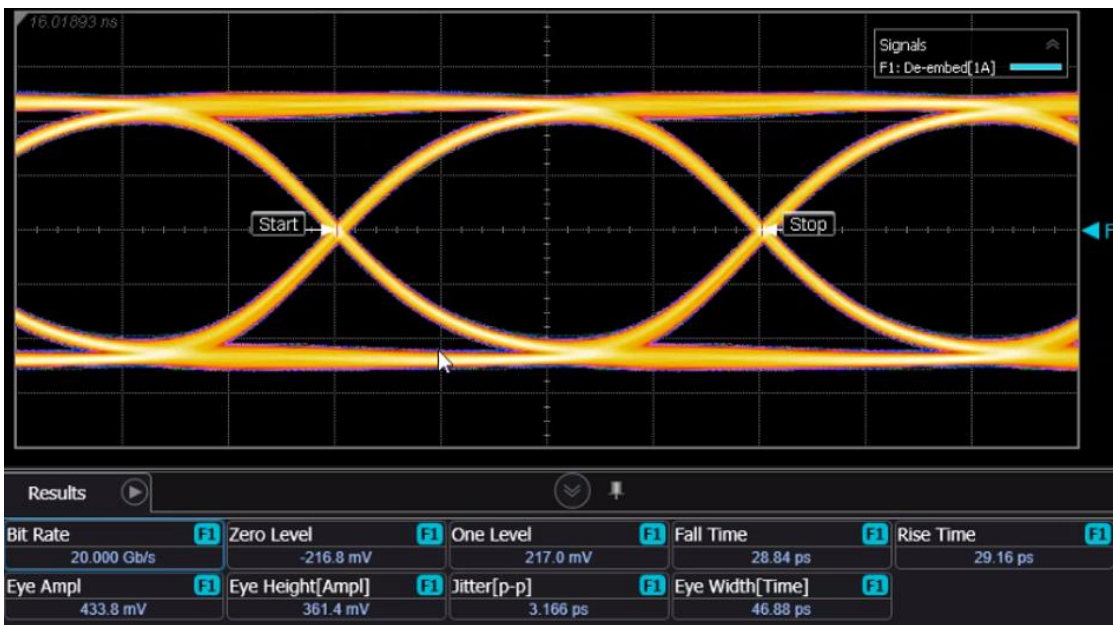 16.01893 ns
Signals
F1: De-embed[1A]
Start
Stop
F
Results
Bit Rate F1 Zero Level F1 One Level F1 Fall Time F1 Rise Time F1
20.000 Gb/s -216.8 mV 217.0 mV 28.84 ps 29.16 ps
Eye Ampl F1 Eye Height[Ampl] F1 Jitter[p-p] F1 Eye Width[Time] F1
433.8 mV 361.4 mV 3.166 ps 46.88 ps